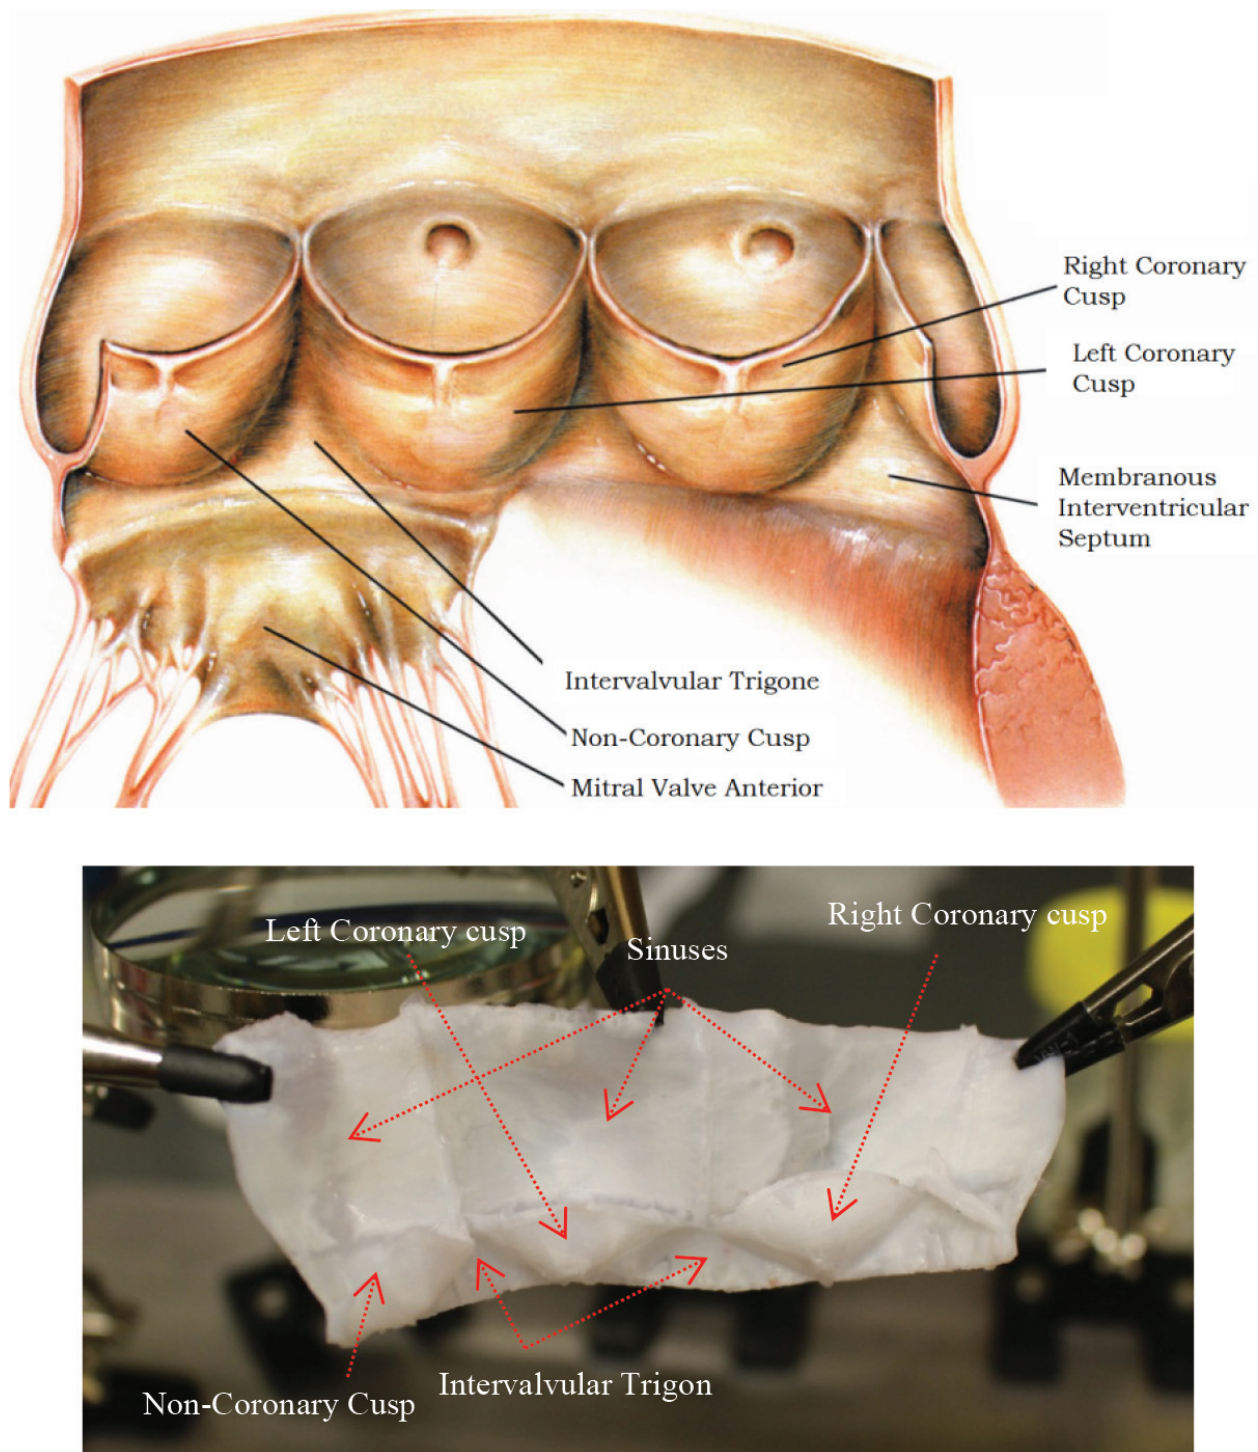 Right Coronary
Cusp
Left Coronary
Cusp
Membranous
Interventricular
Septum
Intervalvular Trigone
Non-Coronary Cusp
Mitral Valve Anterior
Left Coronary cusp
Sinuses
Right Coronary cusp
Intervalvular Trigon
Non-Coronary Cusp